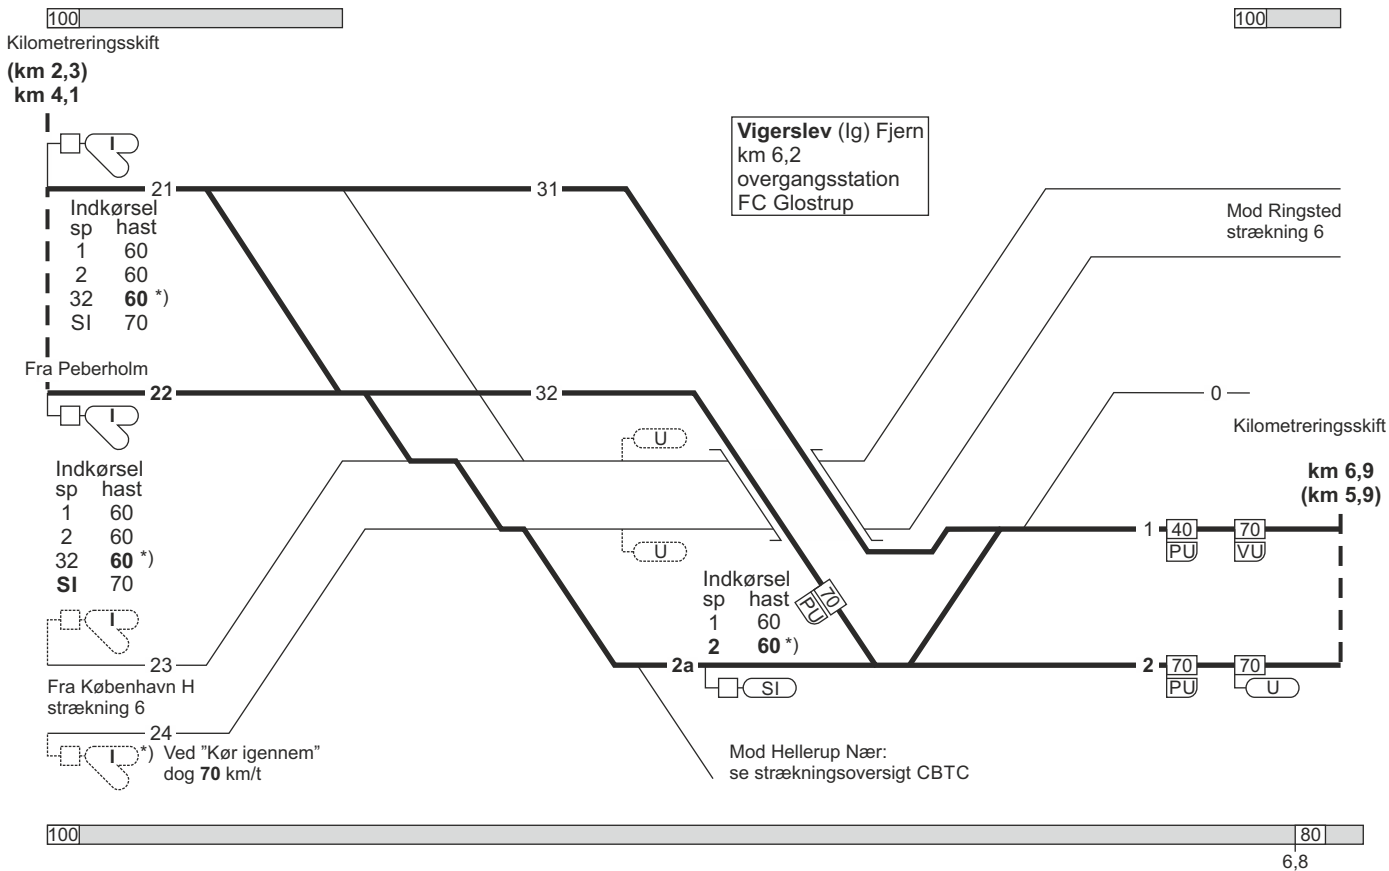 100
100
Kilometreringsskift
(km 2,3)
km 4,1
I
Vigerslev (Ig) Fjern
km 6,2
overgangsstation
FC Glostrup
21
31
Indkørsel
sp hast
1 60
2 60
32 60 *)
SI 70
Mod Ringsted
strækning 6
Fra Peberholm
22
32
0
I
U
Kilometreringsskift
Indkørsel
sp hast
1 60
2 60
32 60 *)
SI 70
km 6,9
(km 5,9)
1
40
PU
70
VU
U
Indkørsel
sp hast
1 60
2 60 *)
70
PU
I
23
2a
SI
2
70
PU
70
U
Fra København H
strækning 6
24
I
*) Ved "Kør igennem"
dog 70 km/t
Mod Hellerup Nær:
se strækningsoversigt CBTC
100
80
6,8